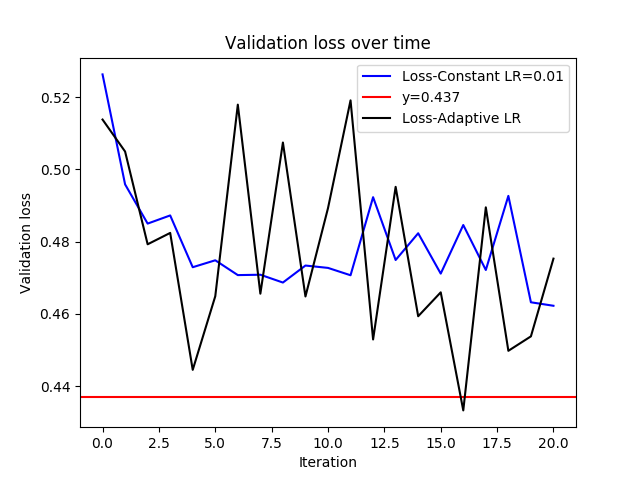 Validation loss over time
Loss-Constant LR=0.01
y=0.437
Loss-Adaptive LR
Validation loss
0.52
0.50
0.48
0.46
0.44
0.0 2.5 5.0 7.5 10.0 12.5 15.0 17.5 20.0
Iteration